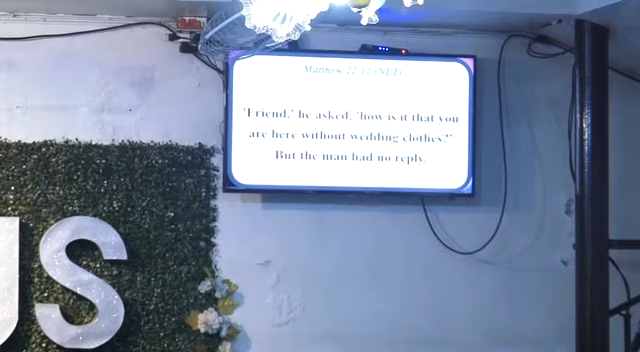 Matthew 22:12 (NLT)
'Friend,' he asked, 'how is it that you
are here without wedding clothes?'
But the man had no reply.
US